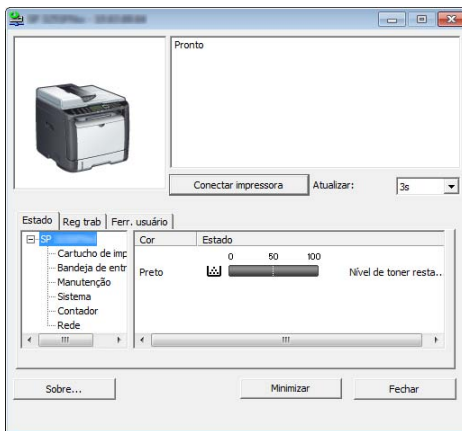 SP
Pronto
Conectar impressora
Atualizar:
3s
Estado
Reg trab
Ferr. usuário
SP
Cartucho de imp
Bandeja de entr
Manutenção
Sistema
Contador
Rede
Cor
Estado
0 50 100
Preto
Nível de toner resta..
Sobre...
Minimizar
Fechar